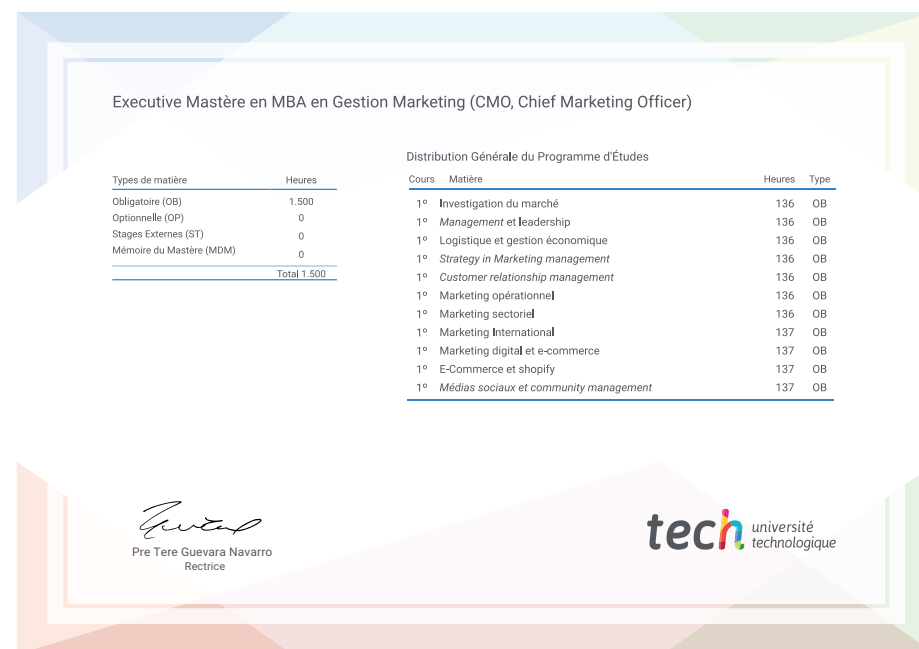 Executive Mastère en MBA en Gestion Marketing (CMO, Chief Marketing Officer)
Types de matière Heures
Obligatoire (OB) 1.500
Optionnelle (OP) 0
Stages Externes (ST) 0
Mémoire du Mastère (MDM) 0
Total 1.500
Distribution Générale du Programme d'Études
Cours Matière Heures Type
1º Investigation du marché 136 OB
1º Management et leadership 136 OB
1º Logistique et gestion économique 136 OB
1º Strategy in Marketing management 136 OB
1º Customer relationship management 136 OB
1º Marketing opérationnel 136 OB
1º Marketing sectoriel 136 OB
1º Marketing International 137 OB
1º Marketing digital et e-commerce 137 OB
1º E-Commerce et shopify 137 OB
1º Médias sociaux et community management 137 OB
Pre Tere Guevara Navarro
Rectrice
tech université
technologique